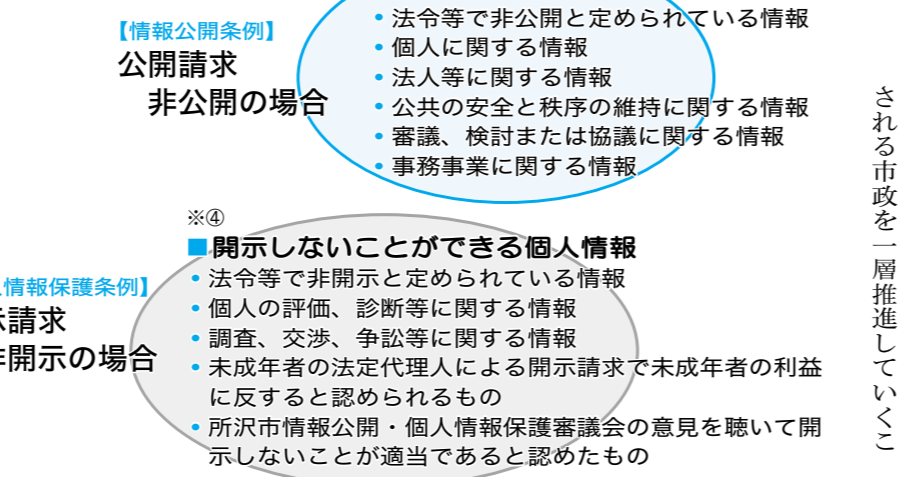 【情報公開条例】
公開請求
非公開の場合
• 法令等で非公開と定められている情報
• 個人に関する情報
• 法人等に関する情報
• 公共の安全と秩序の維持に関する情報
• 審議、検討または協議に関する情報
• 事務事業に関する情報
※④
■開示しないことができる個人情報
情報保護条例】
請求
開示の場合
• 法令等で非開示と定められている情報
• 個人の評価、診断等に関する情報
• 調査、交渉、争訟等に関する情報
• 未成年者の法定代理人による開示請求で未成年者の利益
に反すると認められるもの
• 所沢市情報公開・個人情報保護審議会の意見を聴いて開
示しないことが適当であると認めたもの
される市政を一層推進していくこ